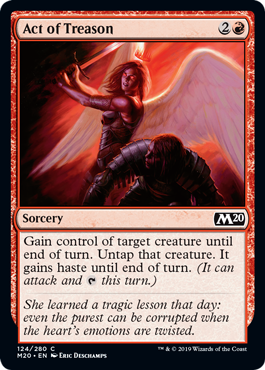 Act of Treason 2
Sorcery M20
Gain control of target creature until
end of turn. Untap that creature. It
gains haste until end of turn. (It can
attack and this turn.)
She learned a tragic lesson that day:
even the purest can be corrupted when
the heart's emotions are twisted.
124/280 C
M20 • EN Eric Deschamps ™ & © 2019 Wizards of the Coast